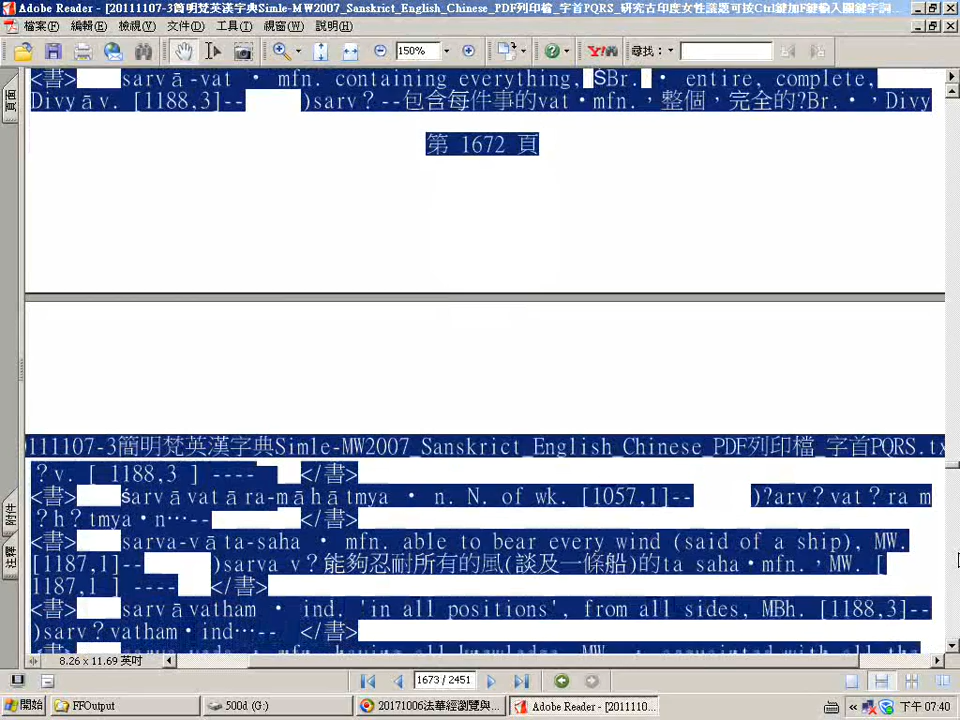 Adobe Reader - [20111107-3簡明梵英漢字典Simle-MW2007_Sanskrict_English_Chinese_PDF列印檔_字首PQRS_研究古印度女性議題可按Ctrl鍵加F鍵輸入關鍵字詞...
檔案(F) 編輯(E) 檢視(V) 文件(D) 工具(T) 視窗(W) 說明(H)
150% 尋找:
<書> sarvā-vat ‧ mfn. containing everything, ŚBr. ‧ entire, complete,
Divyāv. [1188,3]-- )sarv？--包含每件事的vat‧mfn.，整個，完全的?Br.‧，Divy
第 1672 頁
0111107-3簡明梵英漢字典Simle-MW2007_Sanskrict_English_Chinese_PDF列印檔_字首PQRS.tx
？v. [ 1188,3 ] ---- </書>
<書> śarvāvatāra-māhātmya ‧ n. N. of wk. [1057,1]-- )?arv？vat？ra m
？h？tmya‧n…-- </書>
<書> sarva-vāta-saha ‧ mfn. able to bear every wind (said of a ship), MW.
[1187,1]-- )sarva v？能夠忍耐所有的風(談及一條船)的ta saha‧mfn.，MW. [
1187,1 ] ---- </書>
<書> sarvāvatham ‧ ind. 'in all positions', from all sides, MBh. [1188,3]--
)sarv？vatham‧ind…-- </書>
頁面
附件
注釋
8.26 x 11.69 英吋
1673 / 2451
開始 FFOutput 500d (G:) 20171006法華經瀏覽與... Adobe Reader - [2011110... 下午 07:40